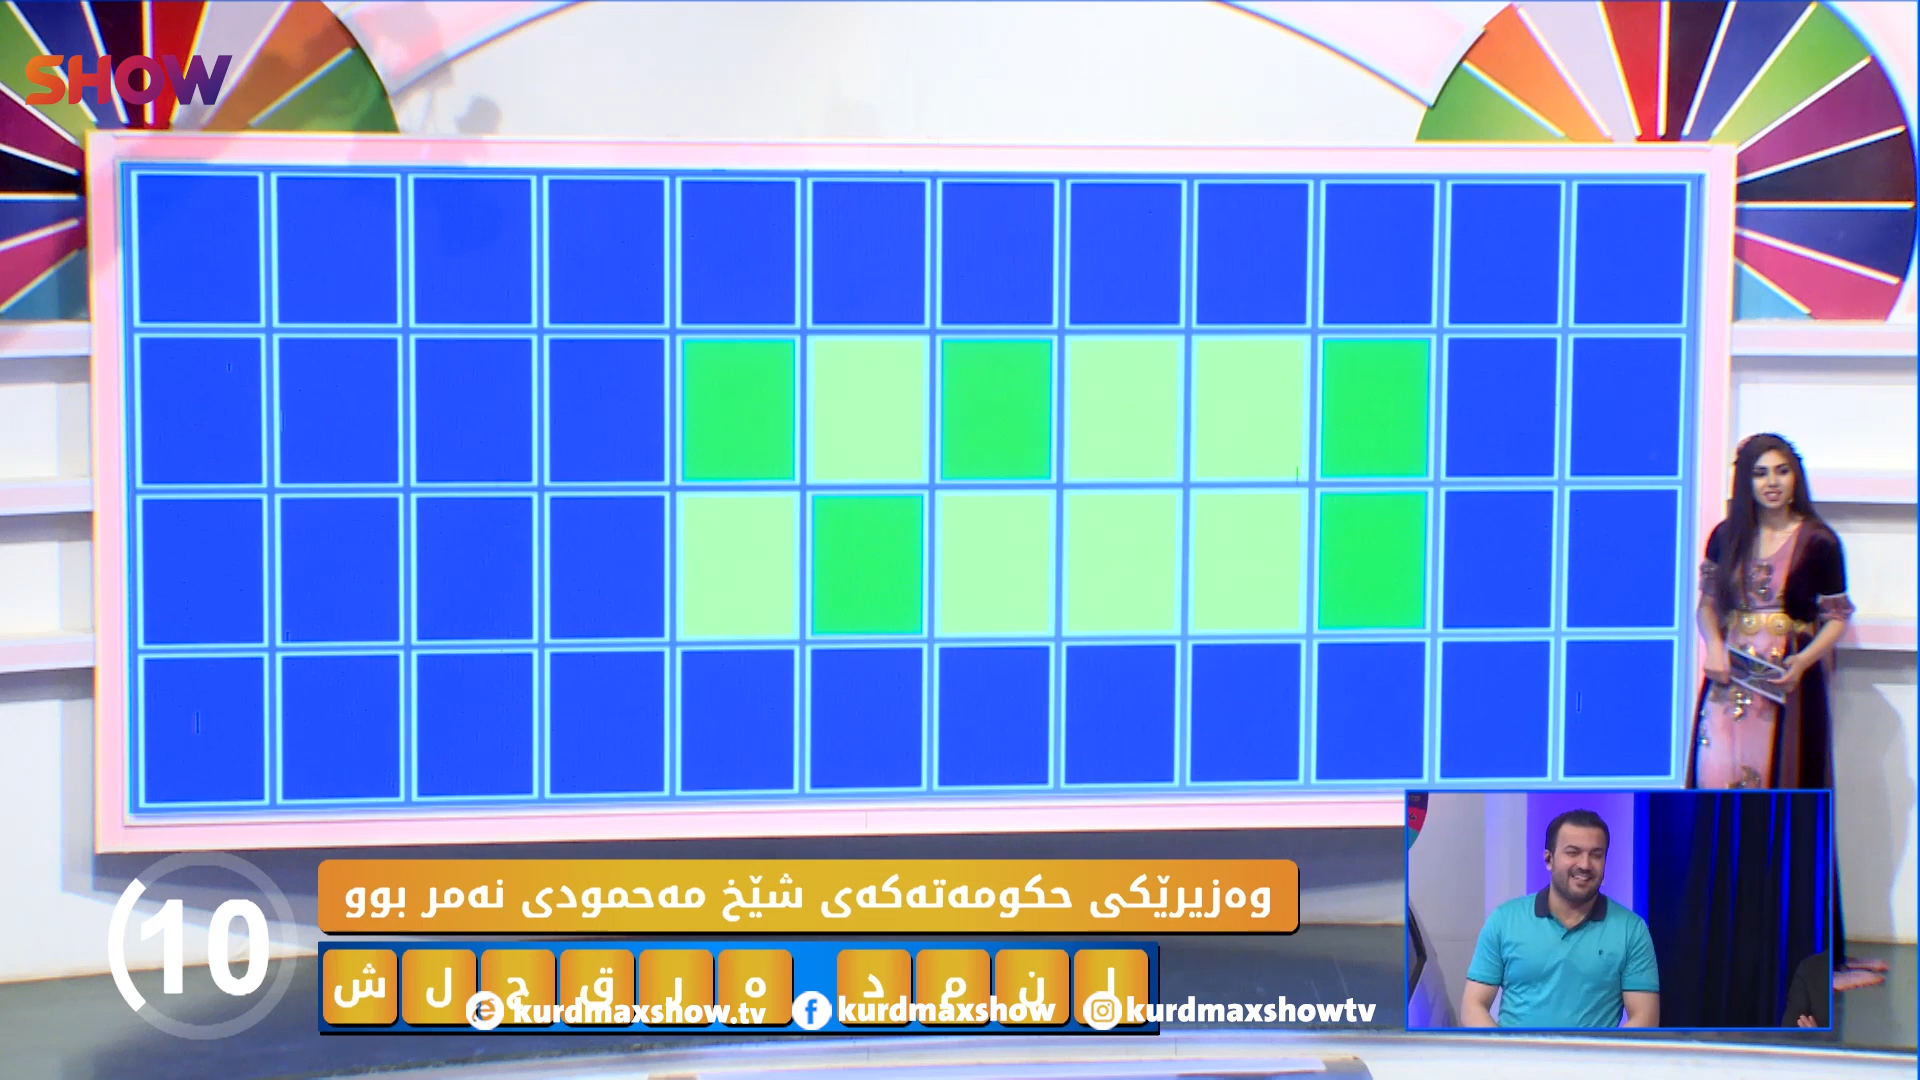 SHOW
10
وەزیرێکی حکومەتەکەی شێخ مەحمودی نەمر بوو
ا ن م د ە ر ق ج ل ش
kurdmaxshow.tv kurdmaxshow kurdmaxshowtv